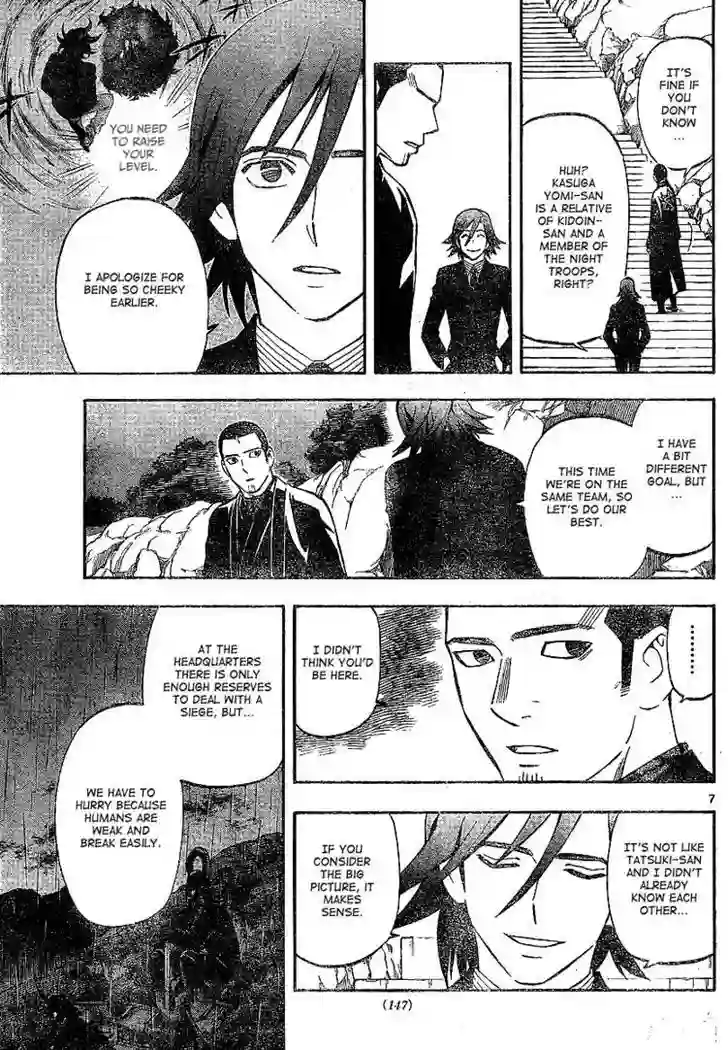 IT'S
FINE IF
YOU
DON'T
KNOW
...
HUH?
KASUGA
YOMI-SAN
IS A RELATIVE
OF KIDOIN-
SAN AND A
MEMBER OF
THE NIGHT
TROOPS,
RIGHT?
YOU NEED
TO RAISE
YOUR
LEVEL.
I APOLOGIZE FOR
BEING SO CHEEKY
EARLIER.
I HAVE
A BIT
DIFFERENT
GOAL, BUT
...
THIS TIME
WE'RE ON
THE SAME
TEAM, SO
LET'S DO OUR
BEST.
........
I DIDN'T
THINK YOU'D
BE HERE.
7
IT'S NOT LIKE
TATSUKI-SAN
AND I DIDN'T
ALREADY
KNOW EACH
OTHER...
IF YOU
CONSIDER
THE BIG
PICTURE, IT
MAKES
SENSE.
AT THE
HEADQUARTERS
THERE IS ONLY
ENOUGH RESERVES
TO DEAL WITH A
SIEGE, BUT...
WE HAVE TO
HURRY BECAUSE
HUMANS ARE
WEAK AND
BREAK EASILY.
(147)